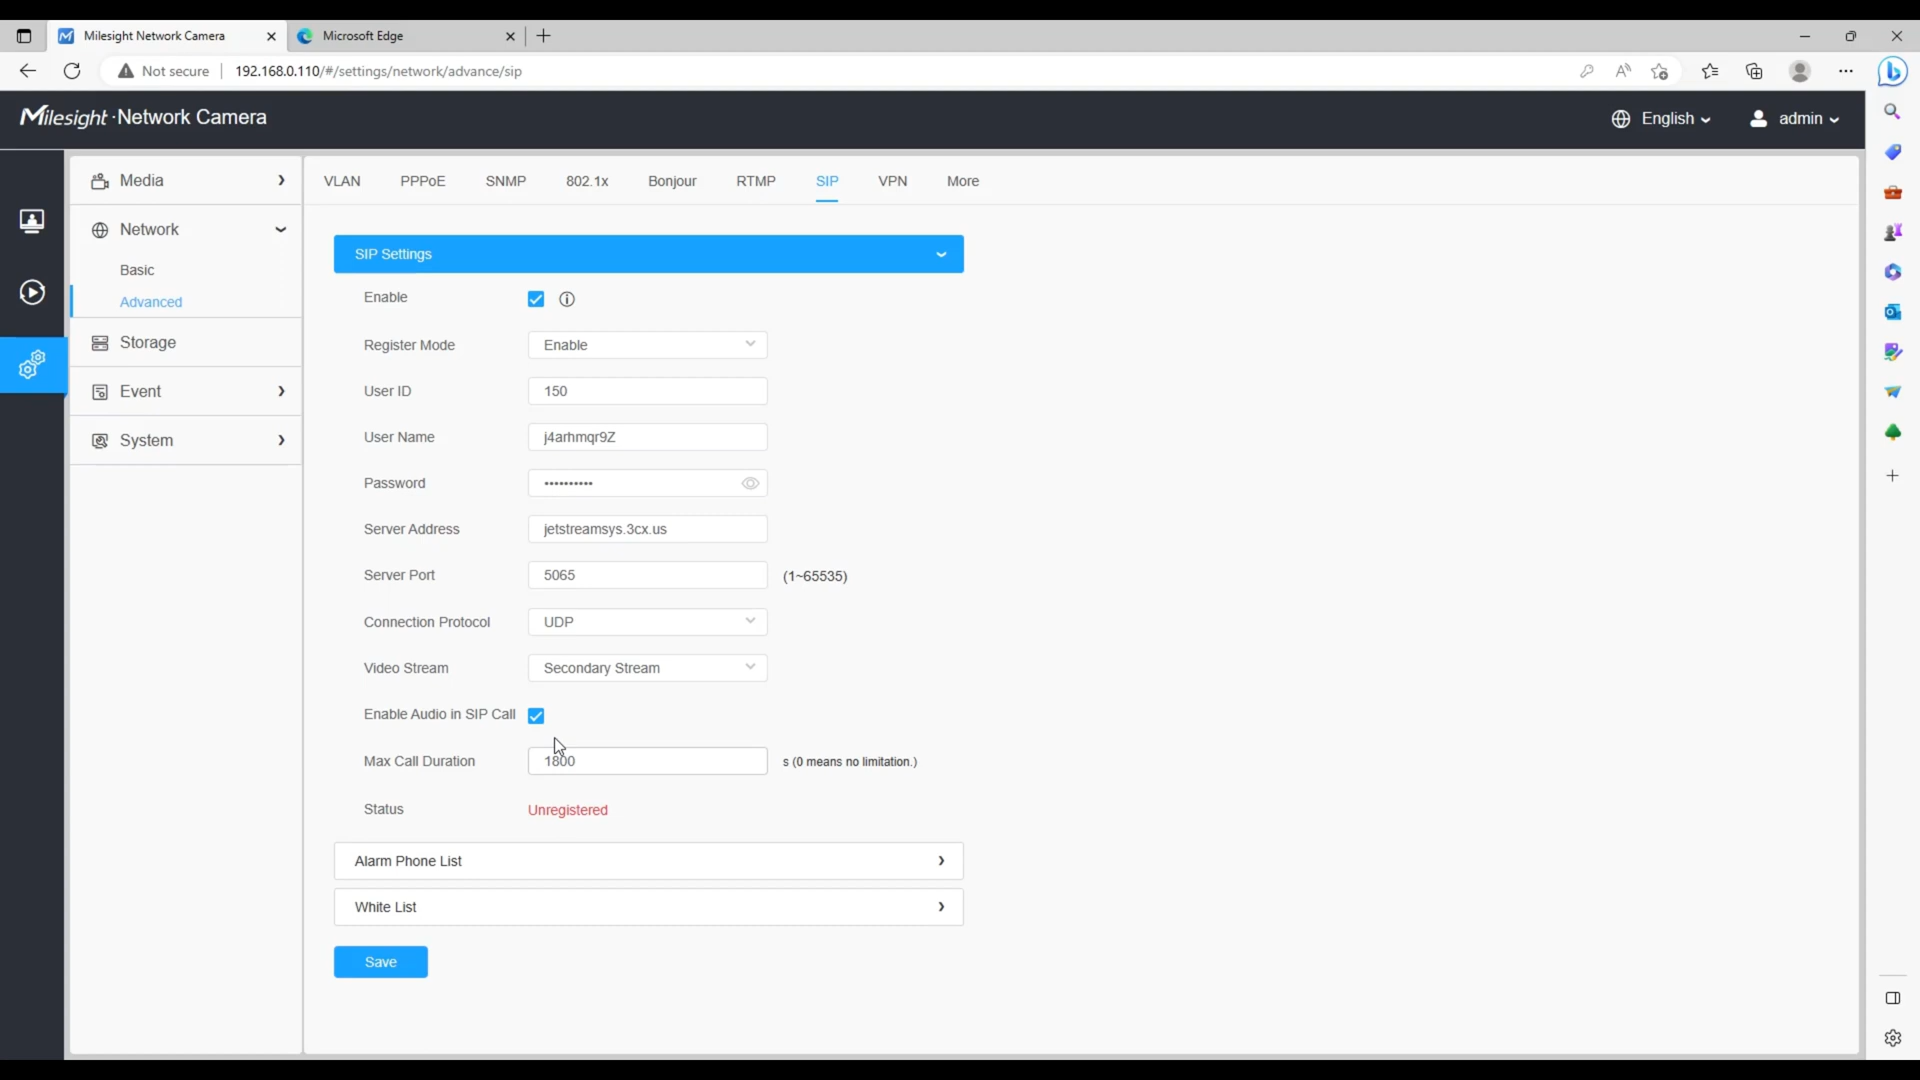 Milesight Network Camera
Microsoft Edge
Not secure
192.168.0.110/#/settings/network/advance/sip
Milesight · Network Camera
English
admin
Media
Network
Basic
Advanced
Storage
Event
System
VLAN PPPoE SNMP 802.1x Bonjour RTMP SIP VPN More
SIP Settings
Enable
Register Mode Enable
User ID 150
User Name j4arhmqr9Z
Password ••••••••••
Server Address jetstreamsys.3cx.us
Server Port 5065 (1~65535)
Connection Protocol UDP
Video Stream Secondary Stream
Enable Audio in SIP Call
Max Call Duration 1800 s (0 means no limitation.)
Status Unregistered
Alarm Phone List
White List
Save